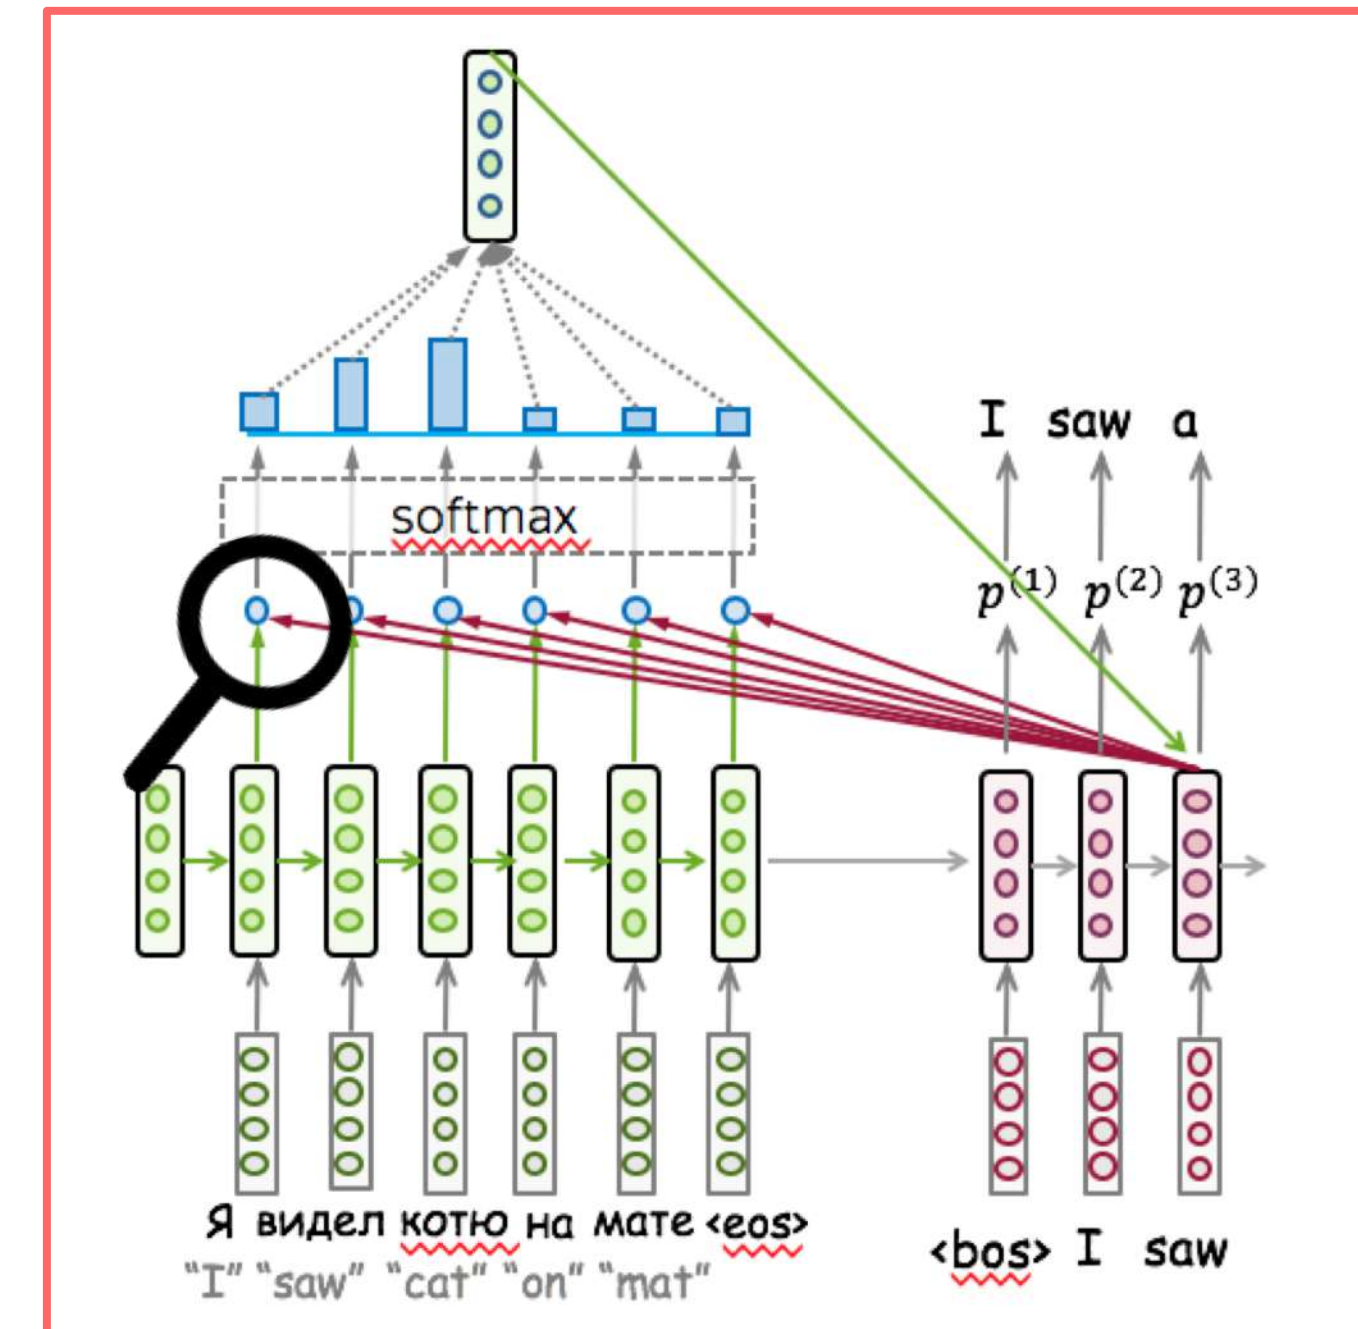 I saw a
softmax
p(1) p(2) p(3)
Я видел котю на мате <eos>
"I" "saw" "cat" "on" "mat"
<bos> I saw